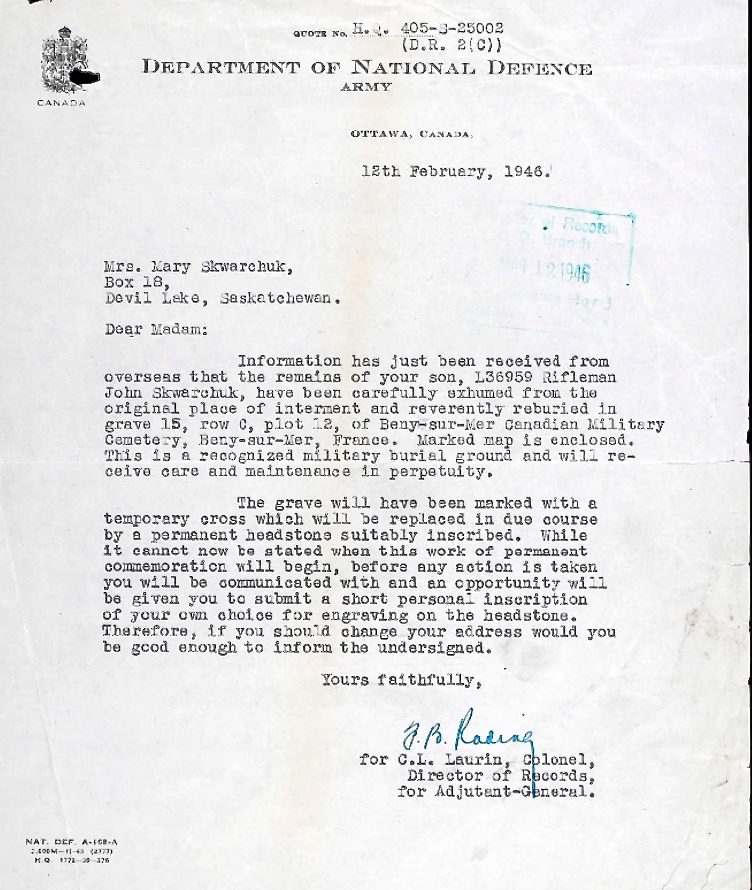 QUOTE NO. H.Q. 405-S-25002
(D.R. 2(C))
DEPARTMENT OF NATIONAL DEFENCE
ARMY
CANADA
OTTAWA, CANADA,
12th February, 1946.
of Records
Branch
MAR 12 1946
Mrs. Mary Skwarchuk,
Box 18,
Devil Lake, Saskatchewan.
Dear Madam:
Information has just been received from
overseas that the remains of your son, L36959 Rifleman
John Skwarchuk, have been carefully exhumed from the
original place of interment and reverently reburied in
grave 15, row C, plot 12, of Beny-sur-Mer Canadian Military
Cemetery, Beny-sur-Mer, France. Marked map is enclosed.
This is a recognized military burial ground and will re-
ceive care and maintenance in perpetuity.
The grave will have been marked with a
temporary cross which will be replaced in due course
by a permanent headstone suitably inscribed. While
it cannot now be stated when this work of permanent
commemoration will begin, before any action is taken
you will be communicated with and an opportunity will
be given you to submit a short personal inscription
of your own choice for engraving on the headstone.
Therefore, if you should change your address would you
be good enough to inform the undersigned.
Yours faithfully,
for C.L. Laurin, Colonel,
Director of Records,
for Adjutant-General.
NAT. DEF. A-168-A
H.Q. 1772-39-376